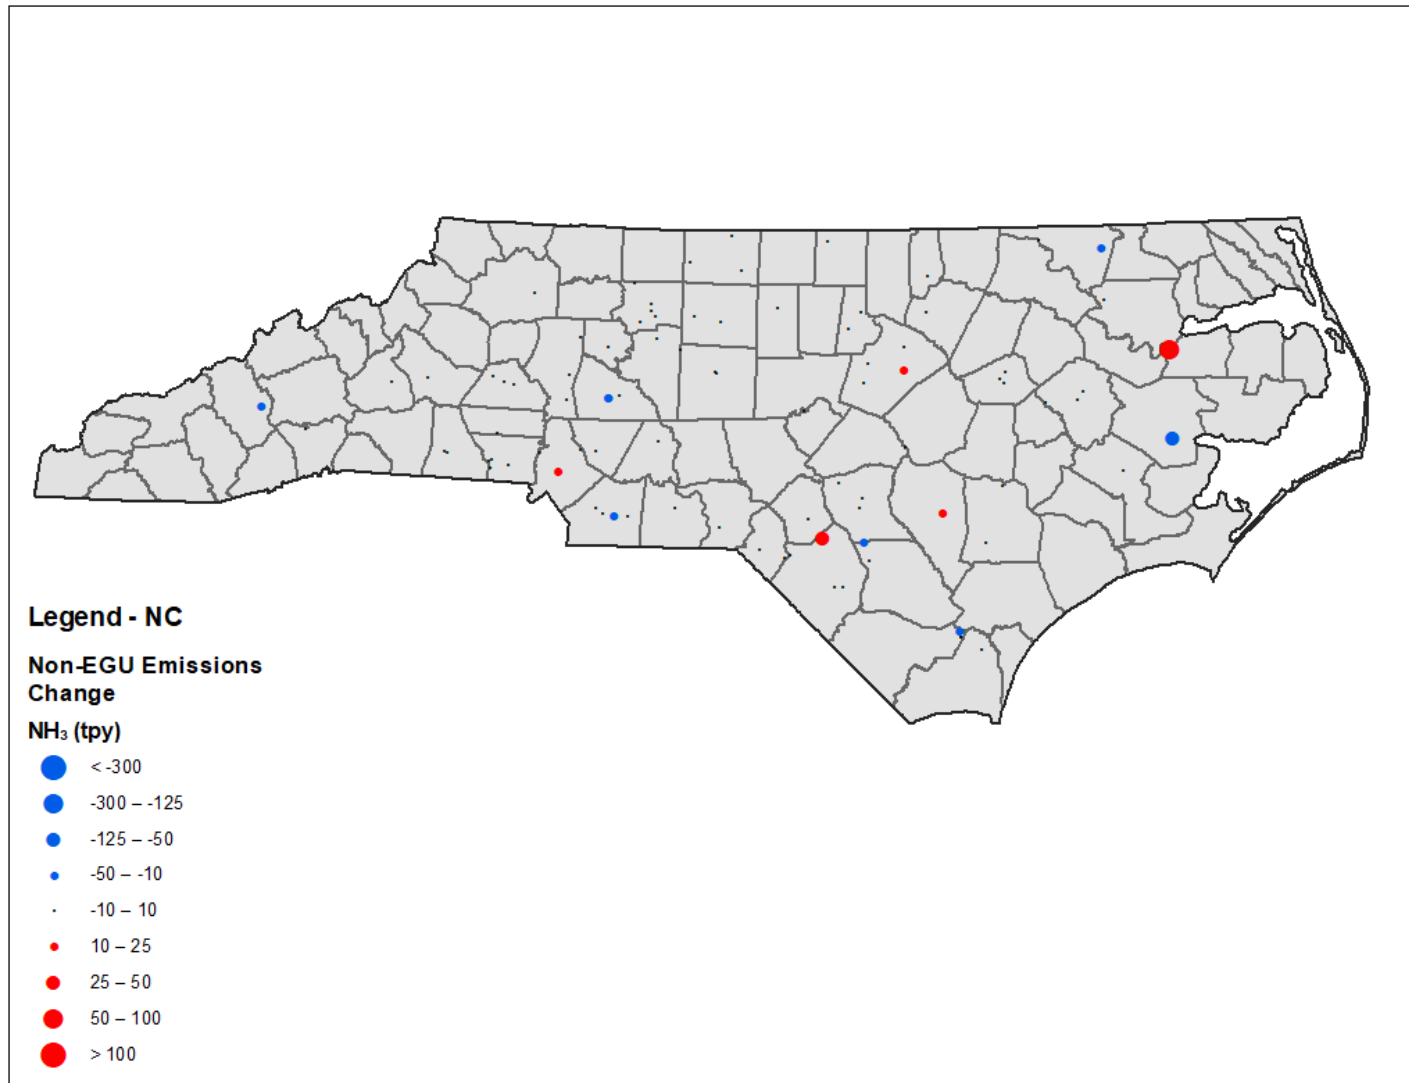 Legend - NC
Non-EGU Emissions
Change
NH₃ (tpy)
< -300
-300 – -125
-125 – -50
-50 – -10
-10 – 10
10 – 25
25 – 50
50 – 100
> 100